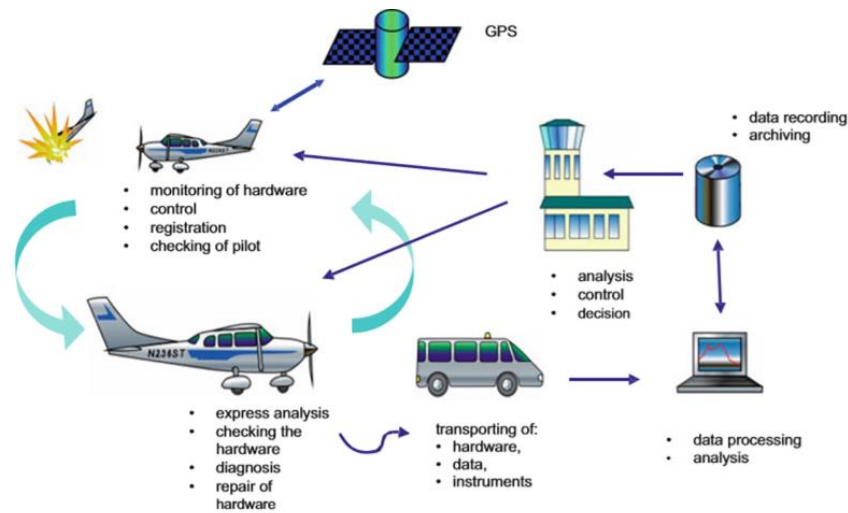 GPS
• data recording
• archiving
• monitoring of hardware
• control
• registration
• checking of pilot
• analysis
• control
• decision
N236ST
• express analysis
• checking the
hardware
• diagnosis
• repair of
hardware
transporting of:
• hardware,
• data,
• instruments
• data processing
• analysis